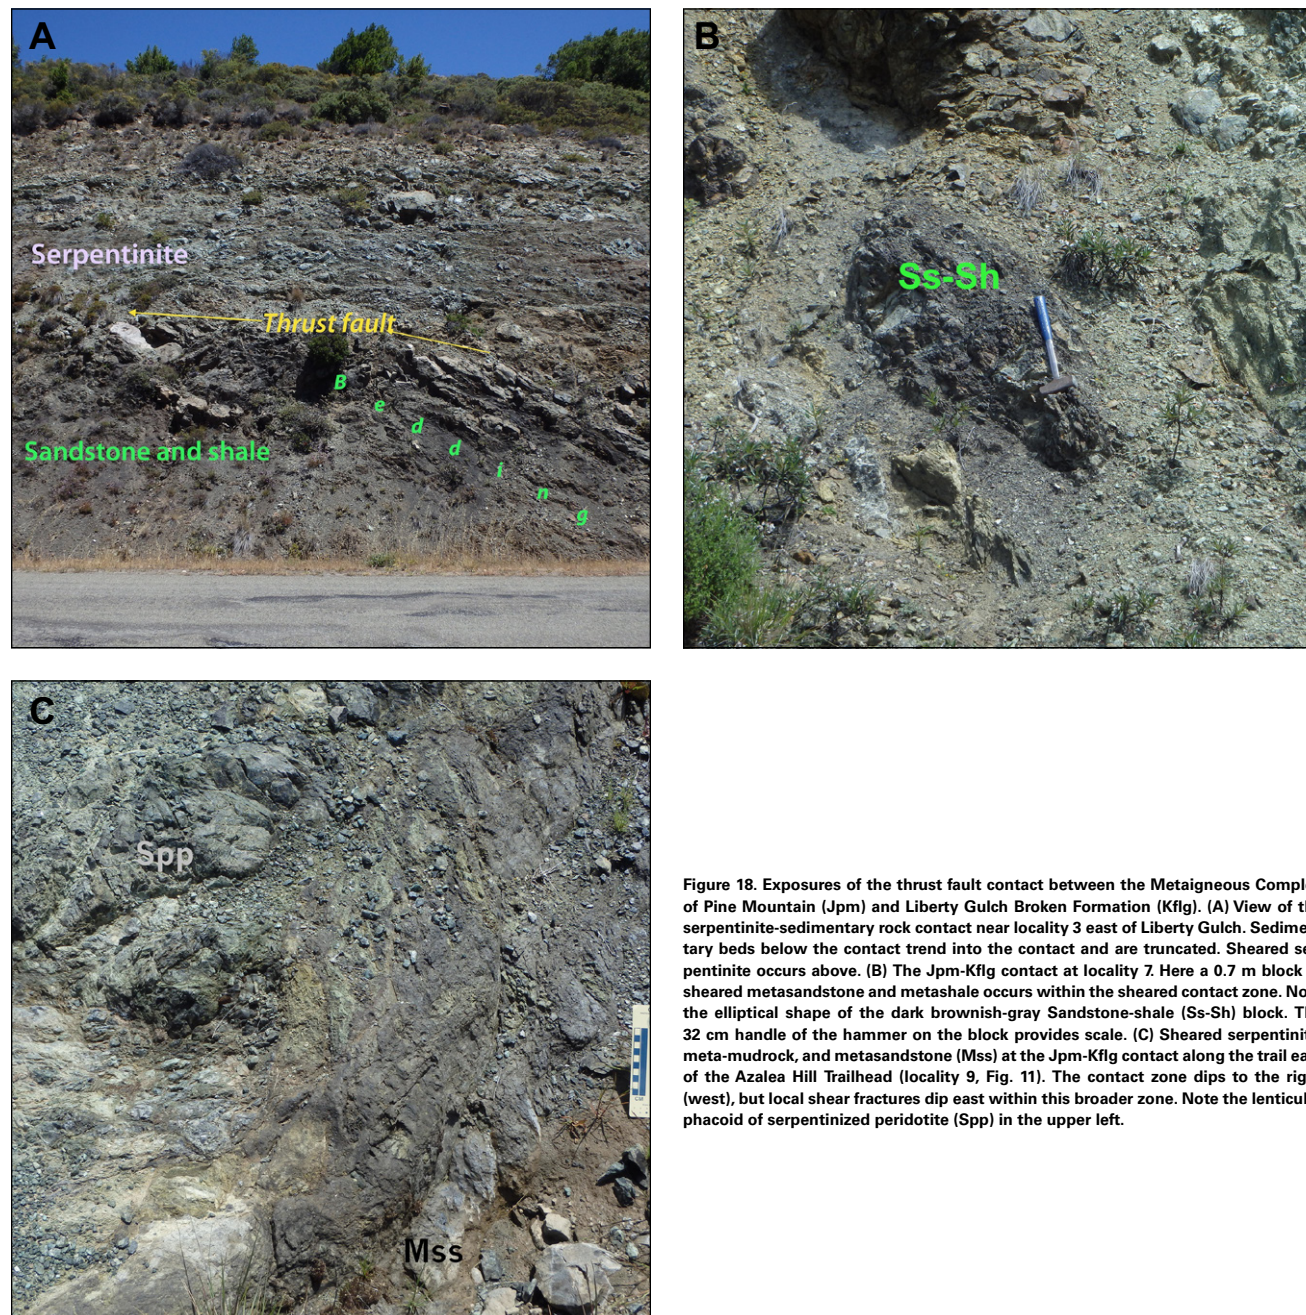 A
Serpentinite
Thrust fault
Bedding
Sandstone and shale
B
Ss-Sh
C
Spp
Mss
Figure 18. Exposures of the thrust fault contact between the Metaigneous Comple
of Pine Mountain (Jpm) and Liberty Gulch Broken Formation (Kflg). (A) View of th
serpentinite-sedimentary rock contact near locality 3 east of Liberty Gulch. Sedime
tary beds below the contact trend into the contact and are truncated. Sheared se
pentinite occurs above. (B) The Jpm-Kflg contact at locality 7. Here a 0.7 m block
sheared metasandstone and metashale occurs within the sheared contact zone. No
the elliptical shape of the dark brownish-gray Sandstone-shale (Ss-Sh) block. Th
32 cm handle of the hammer on the block provides scale. (C) Sheared serpentinit
meta-mudrock, and metasandstone (Mss) at the Jpm-Kflg contact along the trail ea
of the Azalea Hill Trailhead (locality 9, Fig. 11). The contact zone dips to the rig
(west), but local shear fractures dip east within this broader zone. Note the lenticul
phacoid of serpentinized peridotite (Spp) in the upper left.